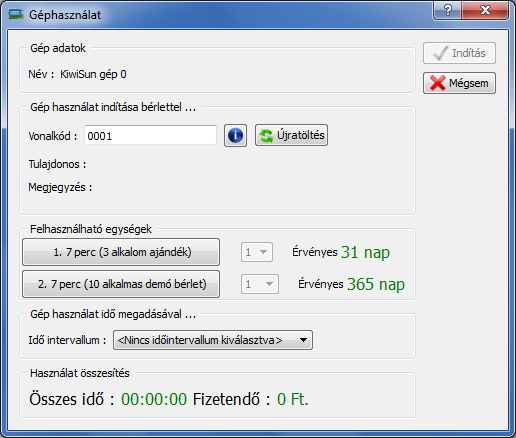 Géphasználat
Gép adatok
Név : KiwiSun gép 0
Indítás
Mégsem
Gép használat indítása bérlettel ...
Vonalkód : 0001 Újratöltés
Tulajdonos :
Megjegyzés :
Felhasználható egységek
1. 7 perc (3 alkalom ajándék) 1 Érvényes 31 nap
2. 7 perc (10 alkalmas demó bérlet) 1 Érvényes 365 nap
Gép használat idő megadásával ...
Idő intervallum : <Nincs időintervallum kiválasztva>
Használat összesítés
Összes idő : 00:00:00 Fizetendő : 0 Ft.